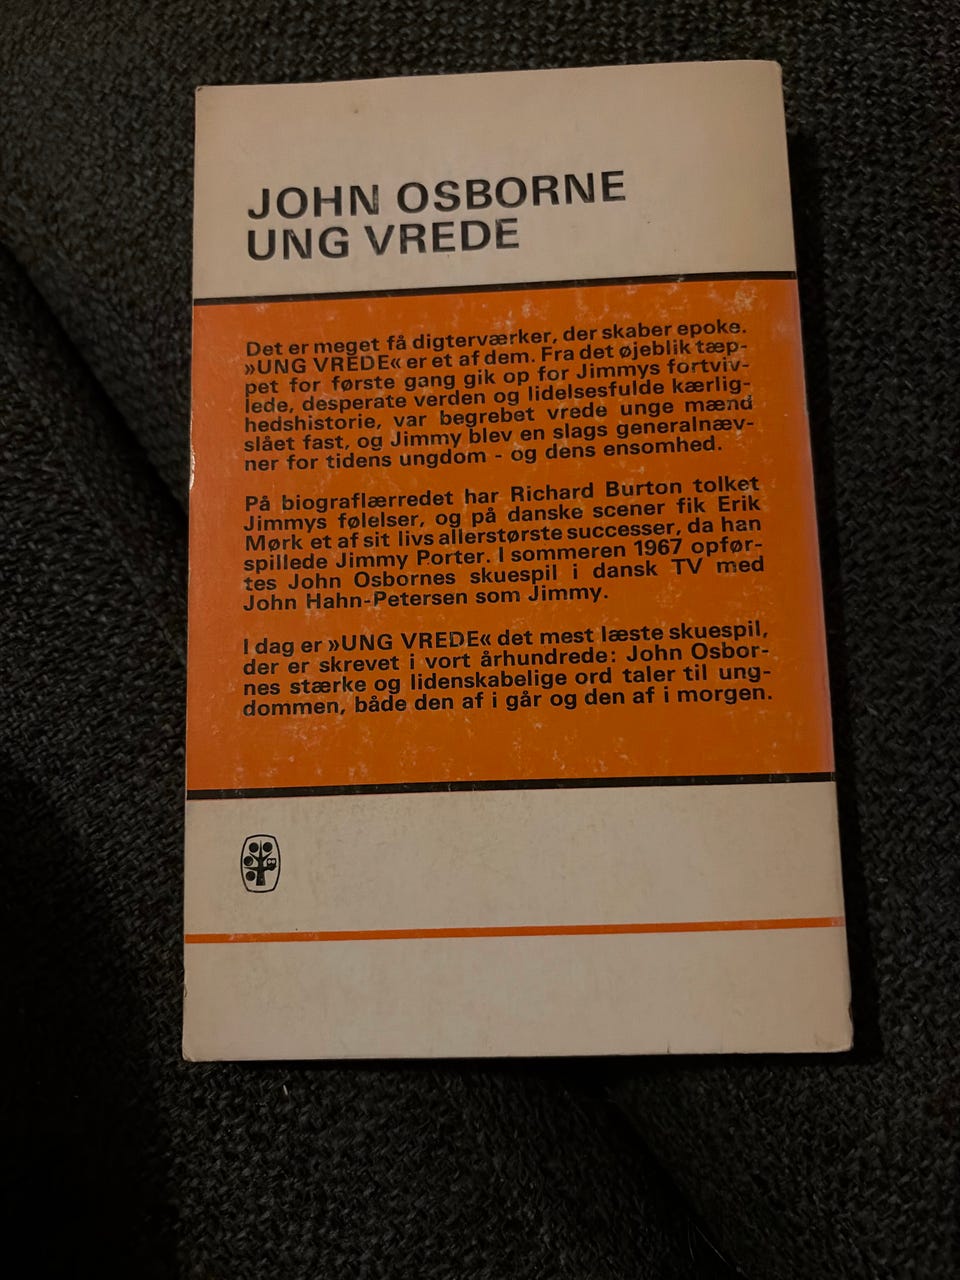 JOHN OSBORNE
UNG VREDE
Det er meget få digterværker, der skaber epoke.
»UNG VREDE« er et af dem. Fra det øjeblik tæp-
pet for første gang gik op for Jimmys fortviv-
lede, desperate verden og lidelsesfulde kærlig-
hedshistorie, var begrebet vrede unge mænd
slået fast, og Jimmy blev en slags generalnæv-
ner for tidens ungdom - og dens ensomhed.
På biograflærredet har Richard Burton tolket
Jimmys følelser, og på danske scener fik Erik
Mørk et af sit livs allerstørste successer, da han
spillede Jimmy Porter. I sommeren 1967 opfør-
tes John Osbornes skuespil i dansk TV med
John Hahn-Petersen som Jimmy.
I dag er »UNG VREDE« det mest læste skuespil,
der er skrevet i vort århundrede: John Osbor-
nes stærke og lidenskabelige ord taler til ung-
dommen, både den af i går og den af i morgen.